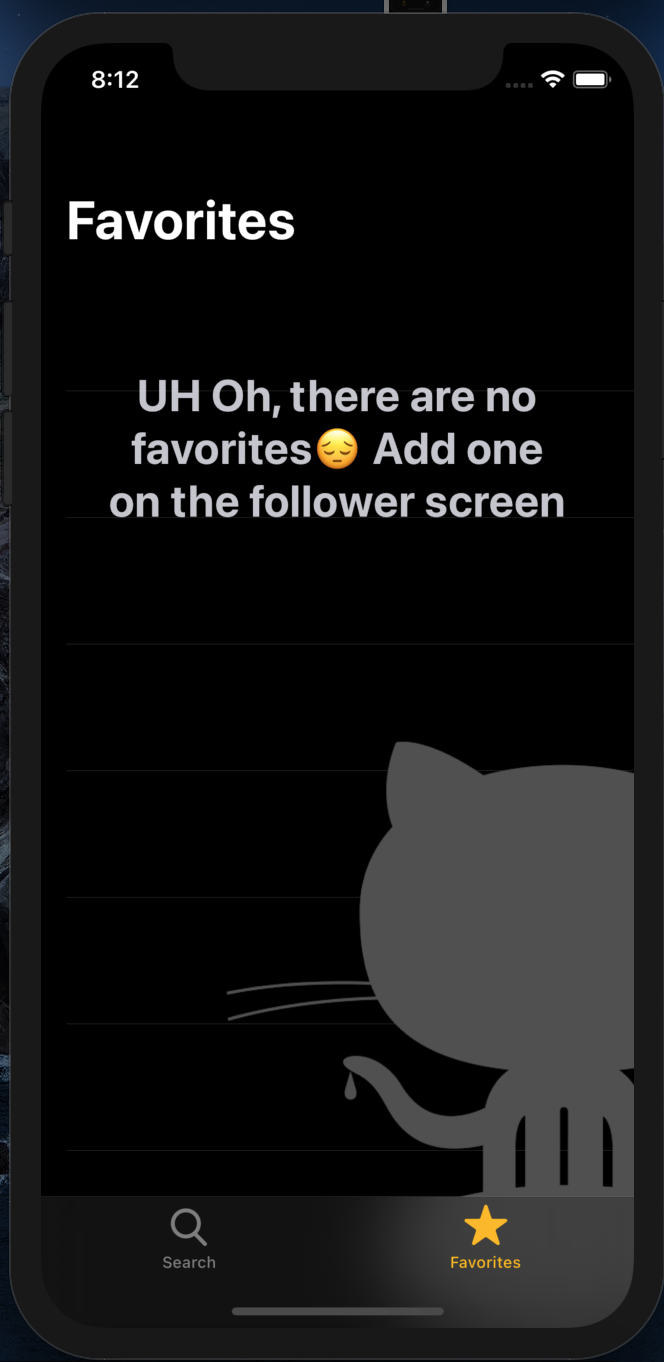 8:12
Favorites
UH Oh, there are no
favorites😔 Add one
on the follower screen
Search
Favorites